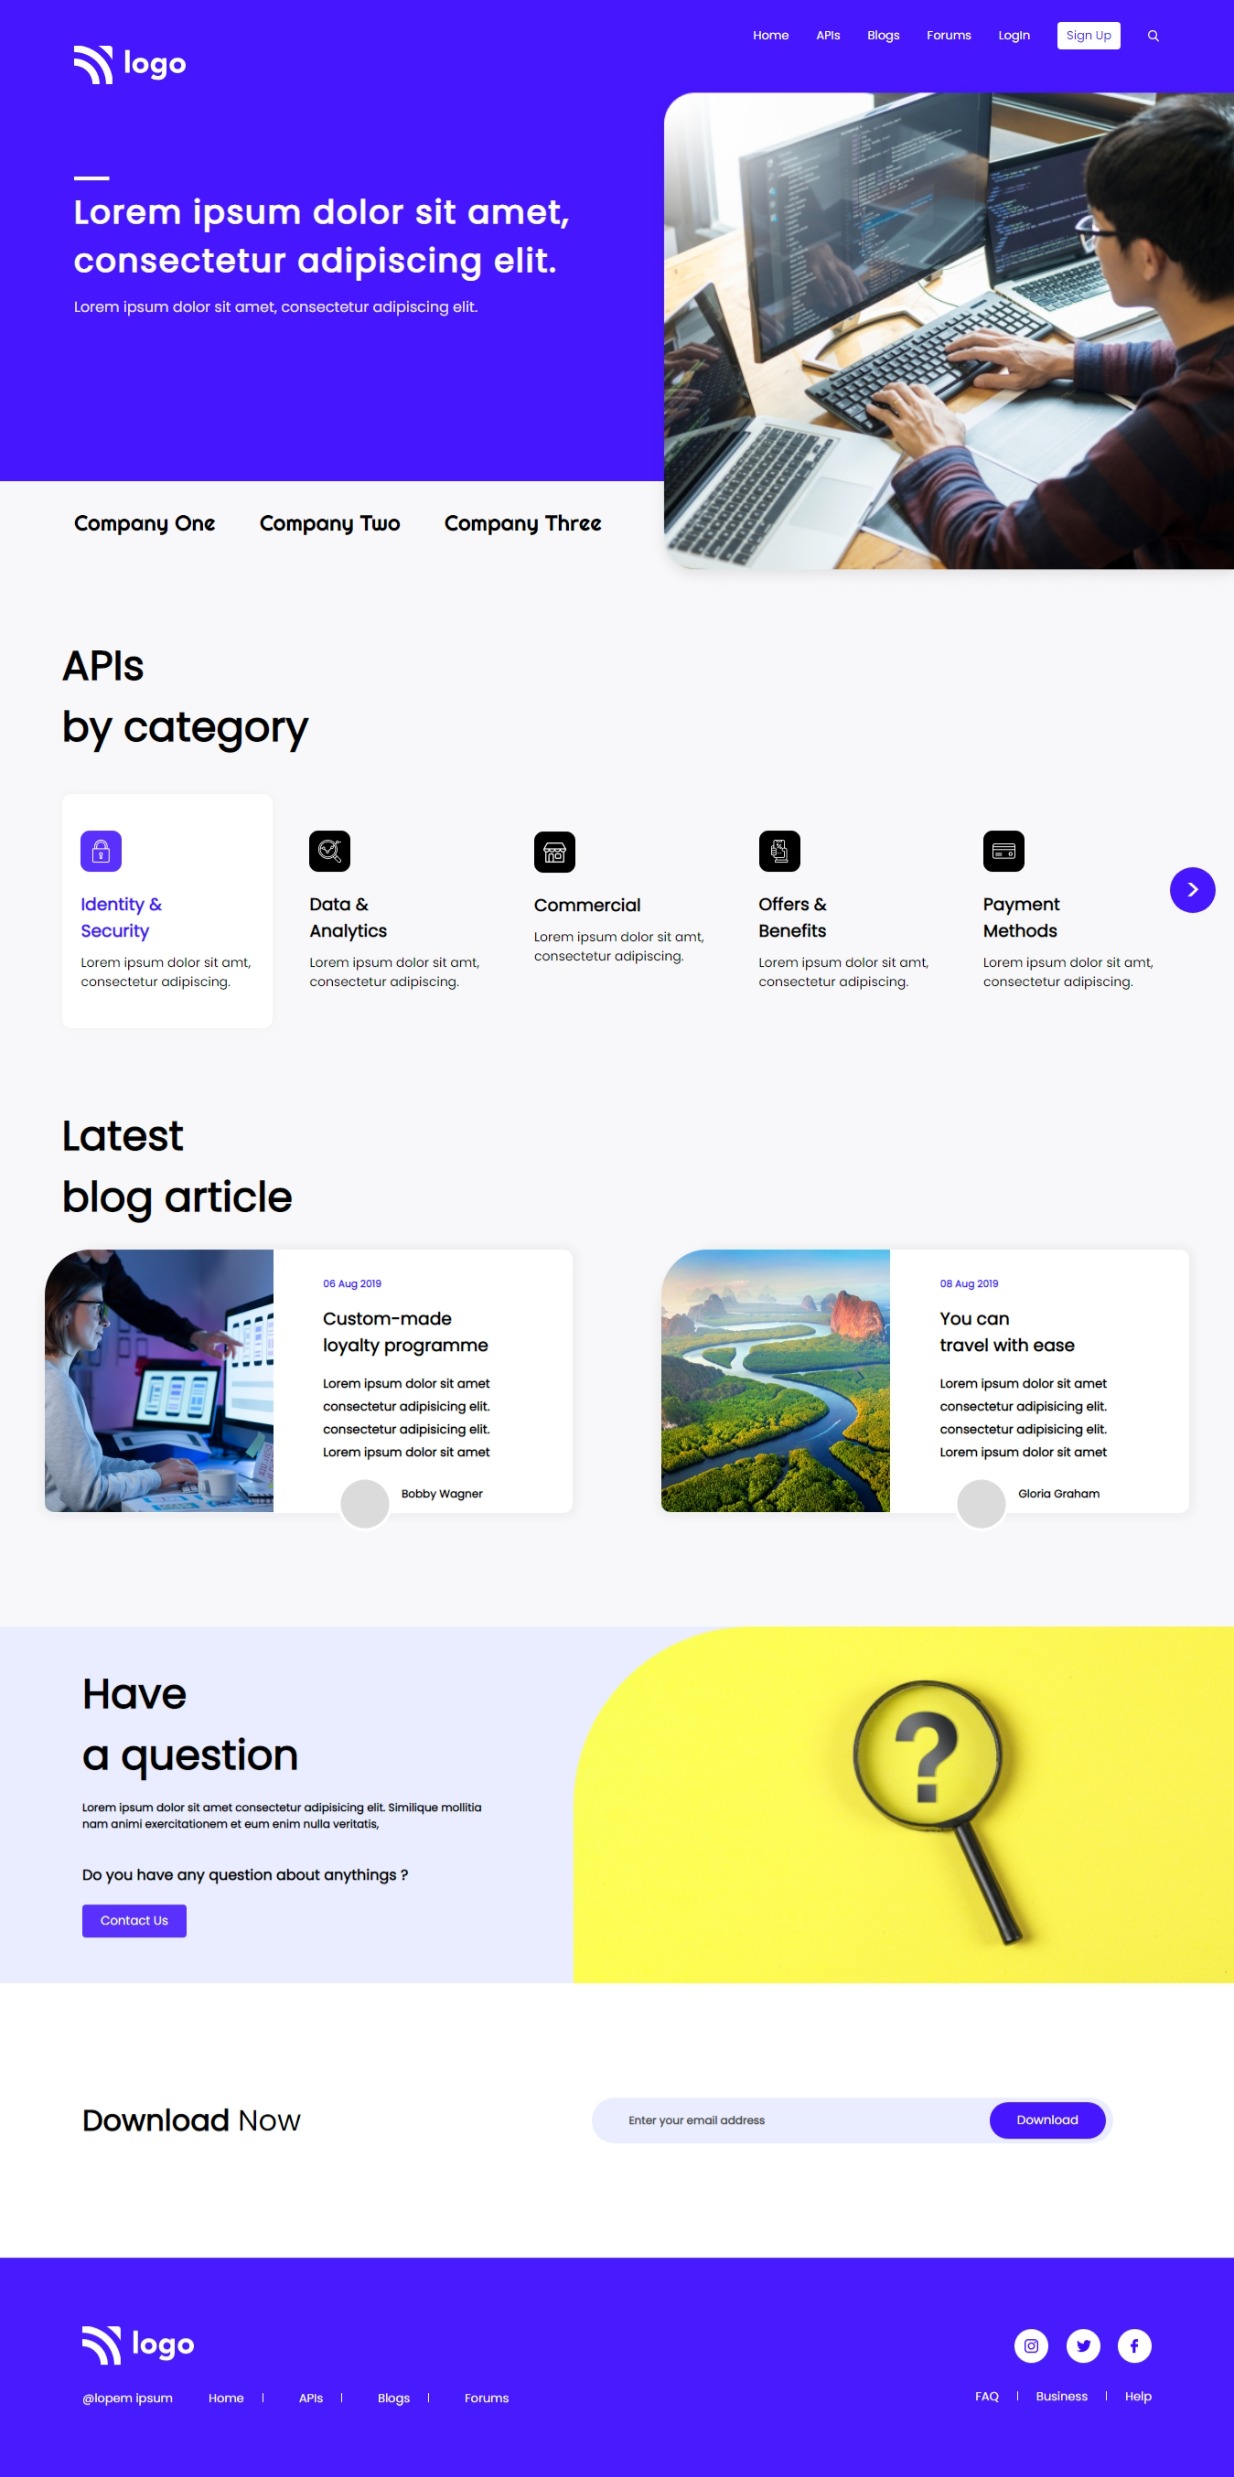 Home APIs Blogs Forums LogIn Sign Up
logo
Lorem ipsum dolor sit amet,
consectetur adipiscing elit.
Lorem ipsum dolor sit amet, consectetur adipiscing elit.
Company One Company Two Company Three
APIs
by category
Identity &
Security
Lorem ipsum dolor sit amt,
consectetur adipiscing.
Data &
Analytics
Lorem ipsum dolor sit amt,
consectetur adipiscing.
Commercial
Lorem ipsum dolor sit amt,
consectetur adipiscing.
Offers &
Benefits
Lorem ipsum dolor sit amt,
consectetur adipiscing.
Payment
Methods
Lorem ipsum dolor sit amt,
consectetur adipiscing.
>
Latest
blog article
06 Aug 2019
Custom-made
loyalty programme
Lorem ipsum dolor sit amet
consectetur adipisicing elit.
consectetur adipisicing elit.
Lorem ipsum dolor sit amet
Bobby Wagner
08 Aug 2019
You can
travel with ease
Lorem ipsum dolor sit amet
consectetur adipisicing elit.
consectetur adipisicing elit.
Lorem ipsum dolor sit amet
Gloria Graham
Have
a question
Lorem ipsum dolor sit amet consectetur adipisicing elit. Similique mollitia
nam animi exercitationem et eum enim nulla veritatis,
Do you have any question about anythings ?
Contact Us
?
Download Now
Enter your email address
Download
logo
@lopem ipsum Home | APIs | Blogs | Forums
FAQ | Business | Help